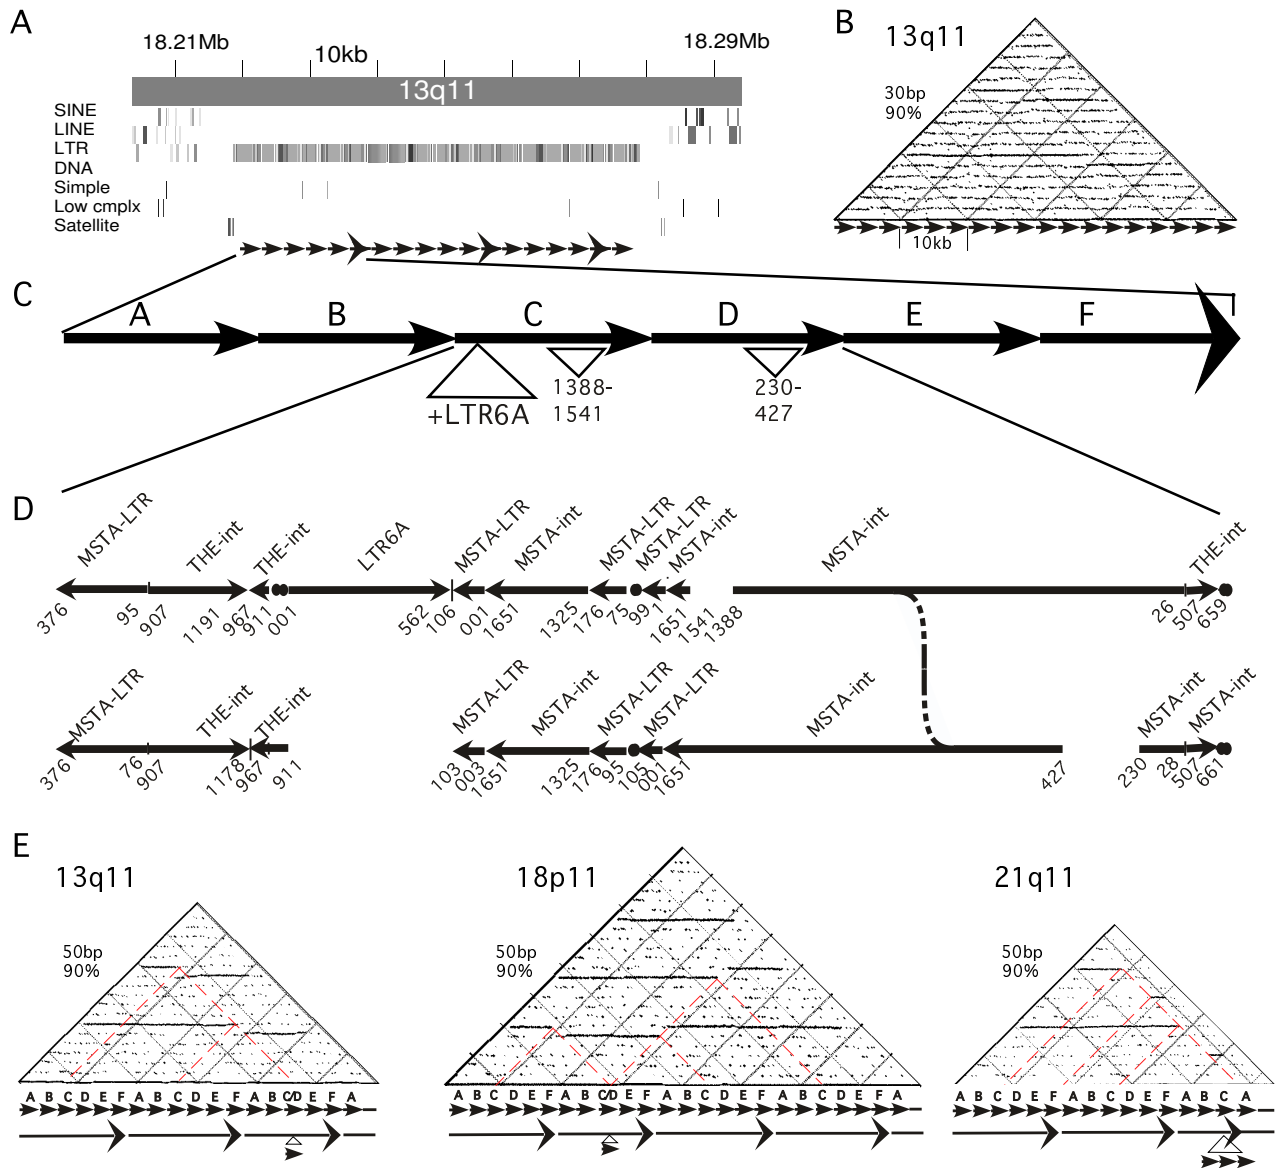 A
18.21Mb
10kb
18.29Mb
13q11
SINE
LINE
LTR
DNA
Simple
Low cmplx
Satellite
B
13q11
30bp
90%
10kb
C
A B C D E F
+LTR6A
1388-
1541
230-
427
D
MSTA-LTR THE-int THE-int LTR6A MSTA-LTR MSTA-int MSTA-LTR MSTA-LTR MSTA-int MSTA-int THE-int
376 95 907 1191 967 911 001 562 106 001 1651 1325 176 75 99 1 1651 1541 1388 26 507 659
MSTA-LTR THE-int THE-int MSTA-LTR MSTA-int MSTA-LTR MSTA-LTR MSTA-int MSTA-int MSTA-int
376 76 907 1178 967 911 103 003 1651 1325 176 95 105 001 1651 427 230 28 507 661
E
13q11
50bp
90%
A B C D E F A B C D E F A B C/D E F A
18p11
50bp
90%
A B C D E F A B C/D E F A B C D E F A B C D E F A
21q11
50bp
90%
A B C D E F A B C D E F A B C A